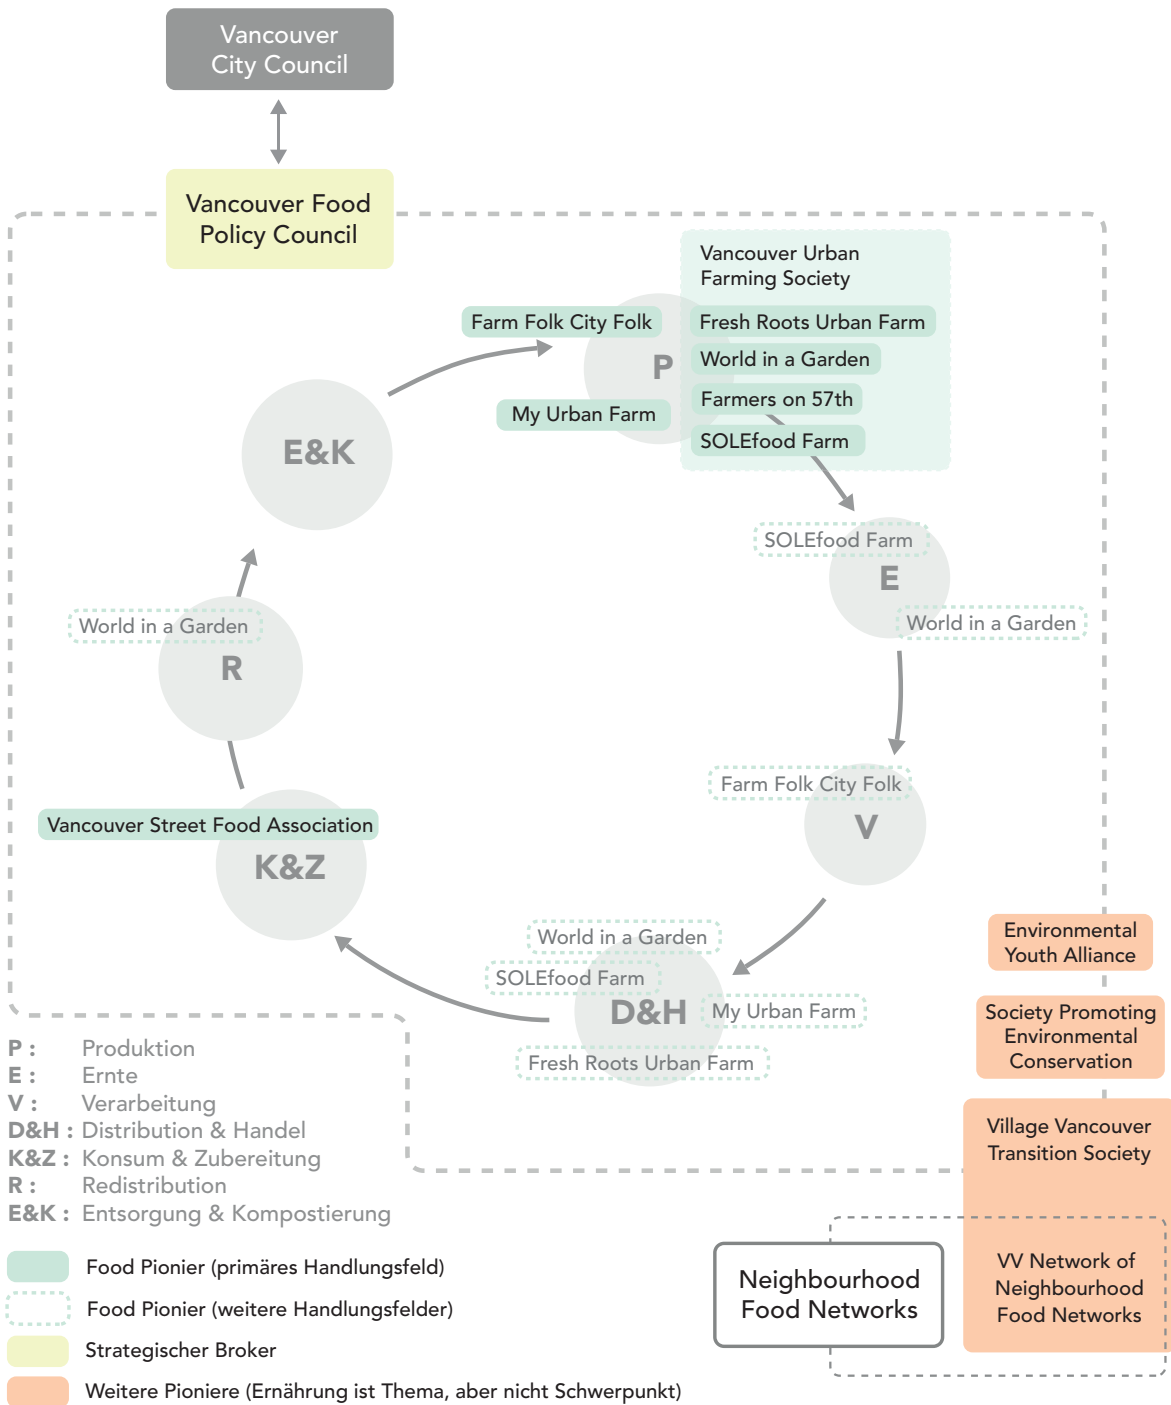 Vancouver
City Council
Vancouver Food
Policy Council
Vancouver Urban
Farming Society
Farm Folk City Folk
Fresh Roots Urban Farm
World in a Garden
P
My Urban Farm
Farmers on 57th
SOLEfood Farm
E&K
SOLEfood Farm
E
World in a Garden
World in a Garden
R
Farm Folk City Folk
V
Vancouver Street Food Association
K&Z
World in a Garden
SOLEfood Farm
D&H
My Urban Farm
Fresh Roots Urban Farm
Environmental
Youth Alliance
Society Promoting
Environmental
Conservation
Village Vancouver
Transition Society
VV Network of
Neighbourhood
Food Networks
Neighbourhood
Food Networks
P : Produktion
E : Ernte
V : Verarbeitung
D&H : Distribution & Handel
K&Z : Konsum & Zubereitung
R : Redistribution
E&K : Entsorgung & Kompostierung
Food Pionier (primäres Handlungsfeld)
Food Pionier (weitere Handlungsfelder)
Strategischer Broker
Weitere Pioniere (Ernährung ist Thema, aber nicht Schwerpunkt)